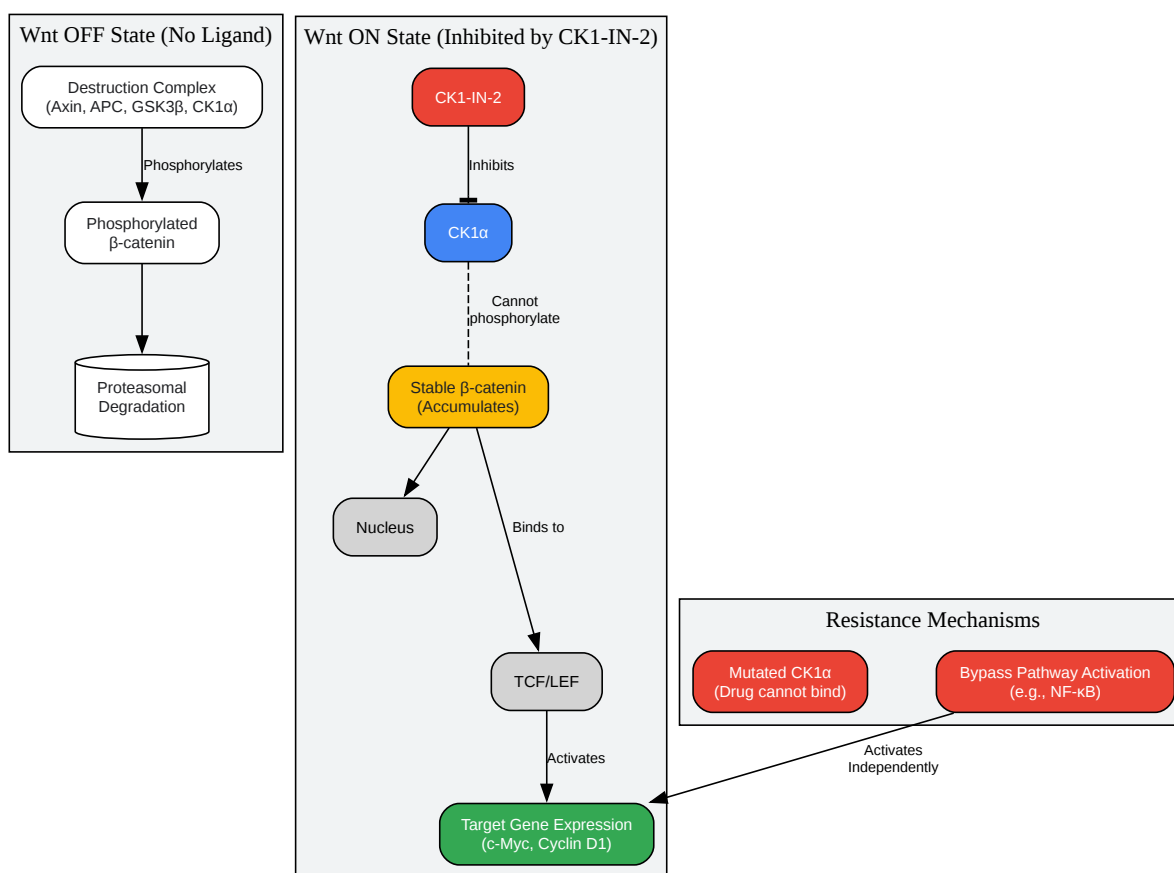 Wnt OFF State (No Ligand)
Destruction Complex
(Axin, APC, GSK3β, CK1α)
Phosphorylates
Phosphorylated
β-catenin
Proteasomal
Degradation
Wnt ON State (Inhibited by CK1-IN-2)
CK1-IN-2
Inhibits
CK1α
Cannot
phosphorylate
Stable β-catenin
(Accumulates)
Nucleus
Binds to
TCF/LEF
Activates
Target Gene Expression
(c-Myc, Cyclin D1)
Resistance Mechanisms
Mutated CK1α
(Drug cannot bind)
Bypass Pathway Activation
(e.g., NF-κB)
Activates
Independently